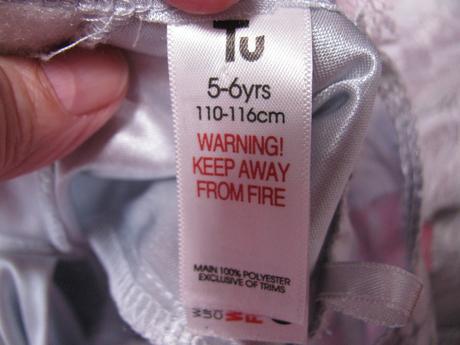 Tu
5-6yrs
110-116cm
WARNING!
KEEP AWAY
FROM FIRE
MAIN 100% POLYESTER
EXCLUSIVE OF TRIMS